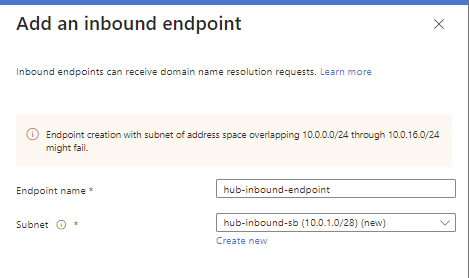 Add an inbound endpoint
Inbound endpoints can receive domain name resolution requests. Learn more
Endpoint creation with subnet of address space overlapping 10.0.0.0/24 through 10.0.16.0/24
might fail.
Endpoint name *
hub-inbound-endpoint
Subnet *
hub-inbound-sb (10.0.1.0/28) (new)
Create new